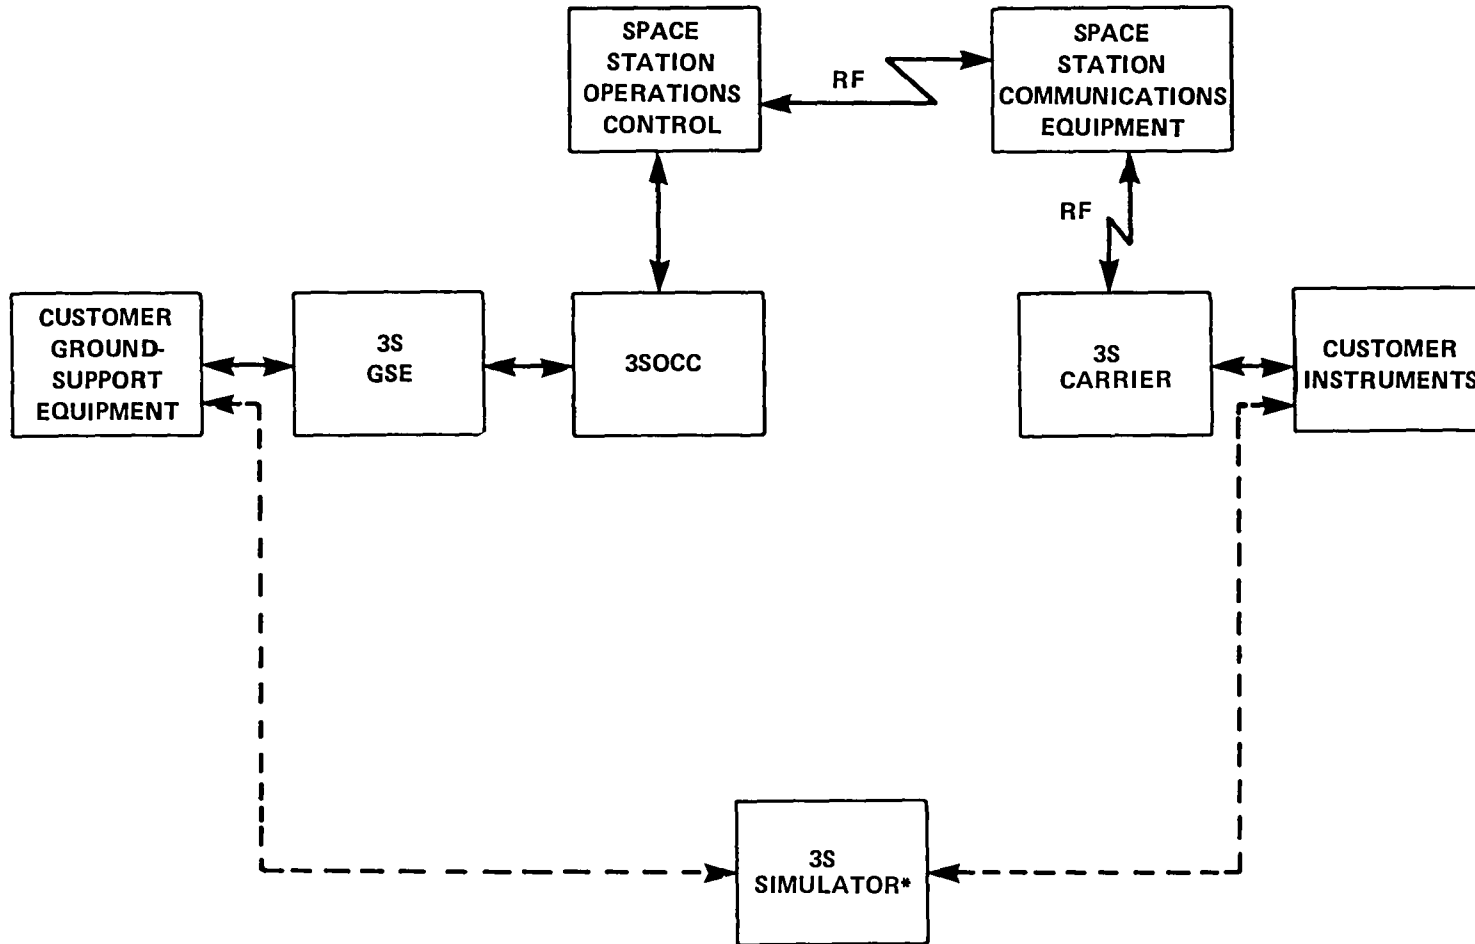 SPACE
STATION
OPERATIONS
CONTROL
RF
SPACE
STATION
COMMUNICATIONS
EQUIPMENT
RF
CUSTOMER
GROUND-
SUPPORT
EQUIPMENT
3S
GSE
3SOCC
3S
CARRIER
CUSTOMER
INSTRUMENTS
3S
SIMULATOR*